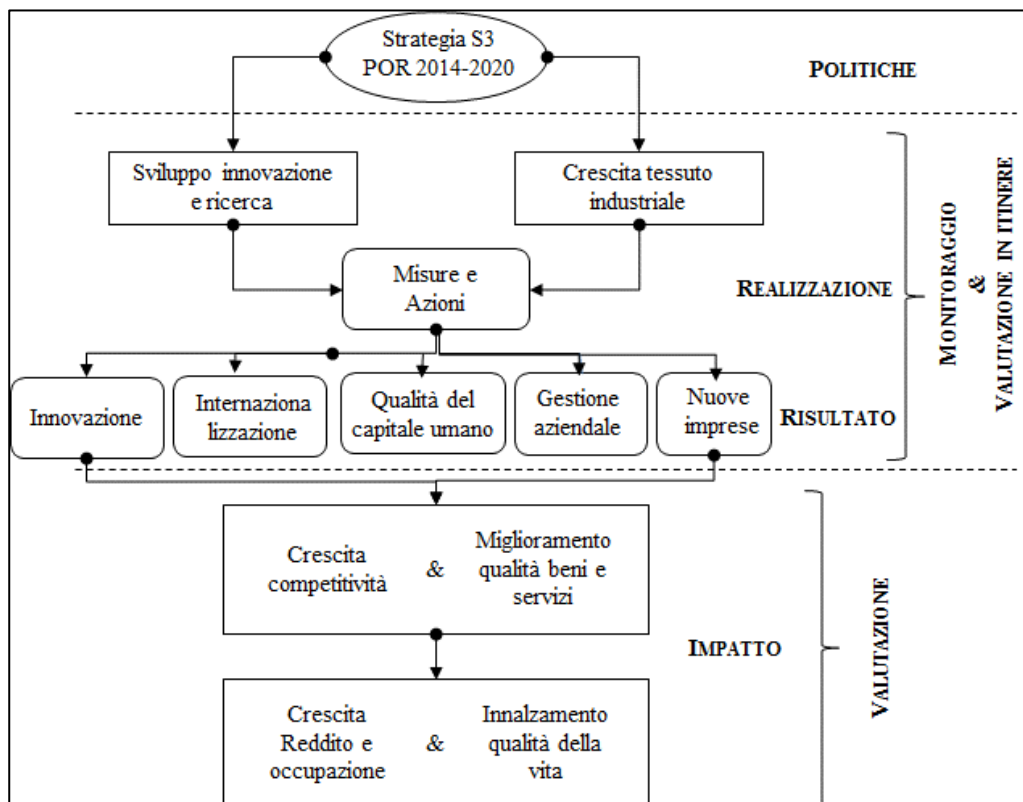 Strategia S3
POR 2014-2020
POLITICHE
Sviluppo innovazione
e ricerca
Crescita tessuto
industriale
Misure e
Azioni
REALIZZAZIONE
MONITORAGGIO
&
VALUTAZIONE IN ITINERE
Innovazione
Internaziona
lizzazione
Qualità del
capitale umano
Gestione
aziendale
Nuove
imprese
RISULTATO
Crescita
competitività
&
Miglioramento
qualità beni e
servizi
IMPATTO
VALUTAZIONE
Crescita
Reddito e
occupazione
&
Innalzamento
qualità della
vita